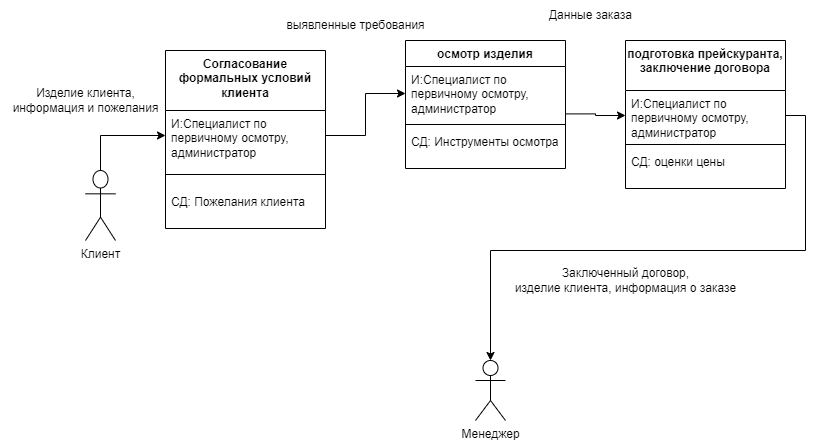 Данные заказа
выявленные требования
Согласование
формальных условий
клиента
осмотр изделия
подготовка прейскуранта,
заключение договора
Изделие клиента,
информация и пожелания
И:Специалист по
первичному осмотру,
администратор
И:Специалист по
первичному осмотру,
администратор
И:Специалист по
первичному осмотру,
администратор
СД: Пожелания клиента
СД: Инструменты осмотра
СД: оценки цены
Клиент
Заключенный договор,
изделие клиента, информация о заказе
Менеджер